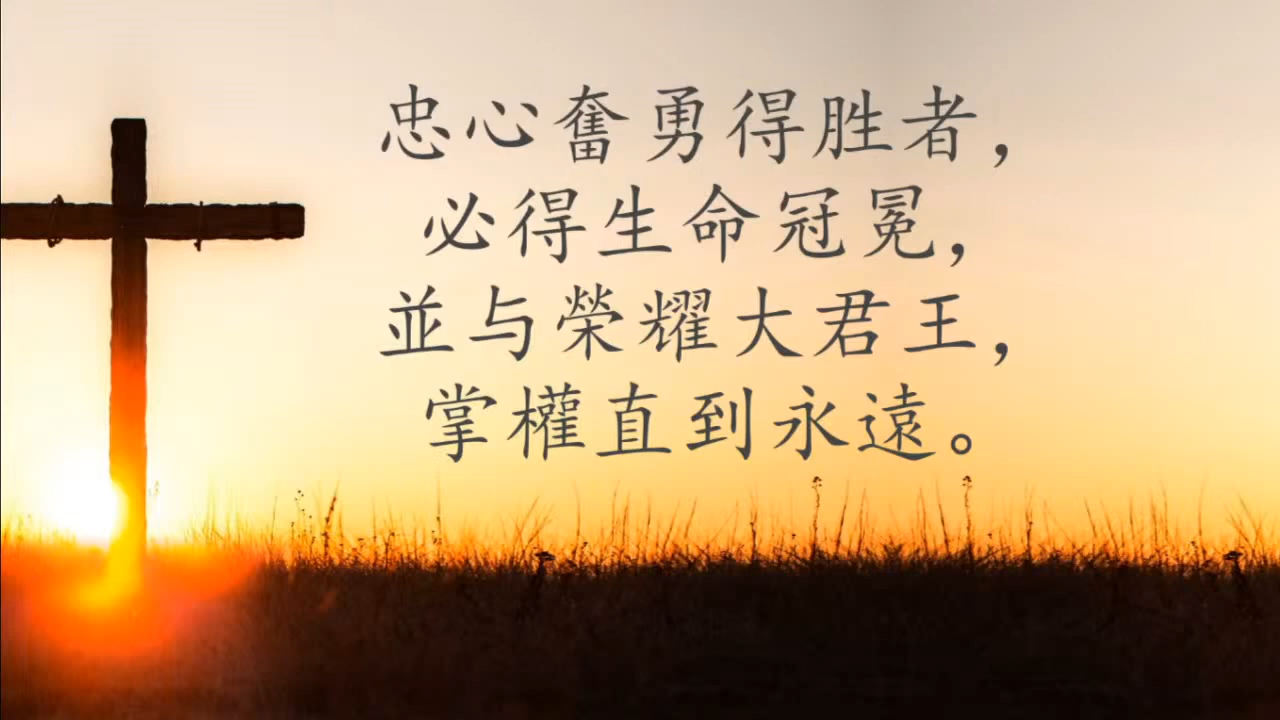 忠心奮勇得胜者，
必得生命冠冕，
並与榮耀大君王，
掌權直到永遠。